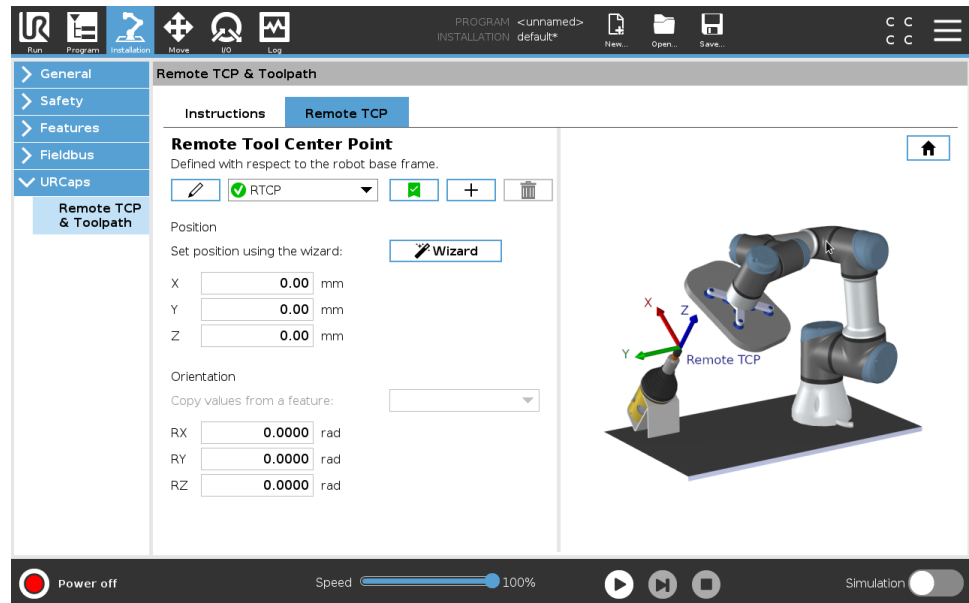 UR
Run
Program
Installation
Move
I/O
Log
PROGRAM <unnamed>
INSTALLATION default*
New...
Open...
Save...
C C
C C
General
Safety
Features
Fieldbus
URCaps
Remote TCP
& Toolpath
Remote TCP & Toolpath
Instructions
Remote TCP
Remote Tool Center Point
Defined with respect to the robot base frame.
RTCP
Position
Set position using the wizard:
Wizard
X 0.00 mm
Y 0.00 mm
Z 0.00 mm
Orientation
Copy values from a feature:
RX 0.0000 rad
RY 0.0000 rad
RZ 0.0000 rad
X
Z
Y
Remote TCP
Power off
Speed
100%
Simulation